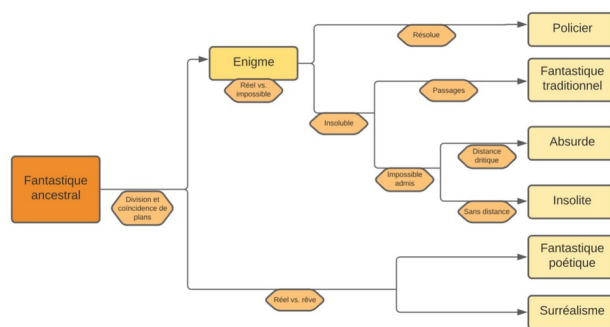 Policier
Résolue
Enigme
Fantastique
traditionnel
Réel vs.
impossible
Passages
Insoluble
Absurde
Distance
dritique
Impossible
admis
Fantastique
ancestral
Division et
coïncidence de
plans
Sans distance
Insolite
Fantastique
poétique
Réel vs. rêve
Surréalisme